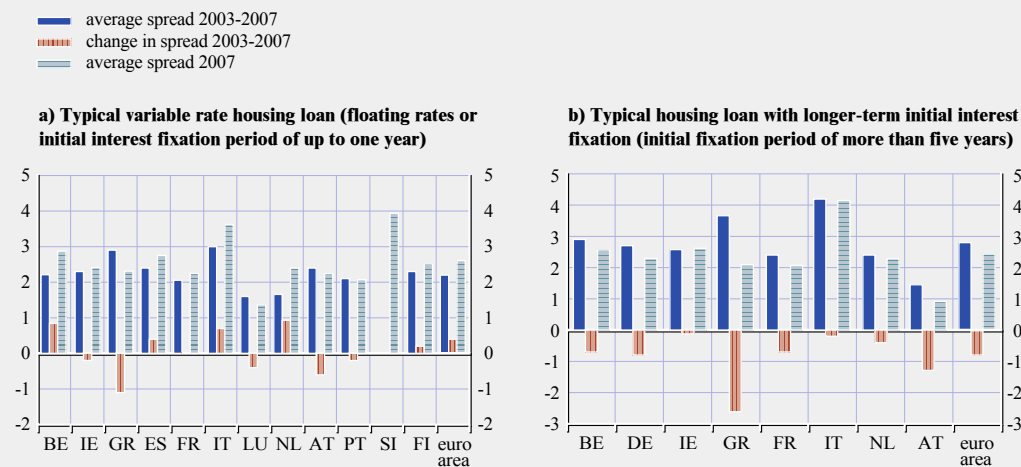 average spread 2003-2007
change in spread 2003-2007
average spread 2007
a) Typical variable rate housing loan (floating rates or
initial interest fixation period of up to one year)
5 5
4 4
3 3
2 2
1 1
0 0
-1 -1
-2 -2
BE IE GR ES FR IT LU NL AT PT SI FI euro
area
b) Typical housing loan with longer-term initial interest
fixation (initial fixation period of more than five years)
5 5
4 4
3 3
2 2
1 1
0 0
-1 -1
-2 -2
-3 -3
BE DE IE GR FR IT NL AT euro
area